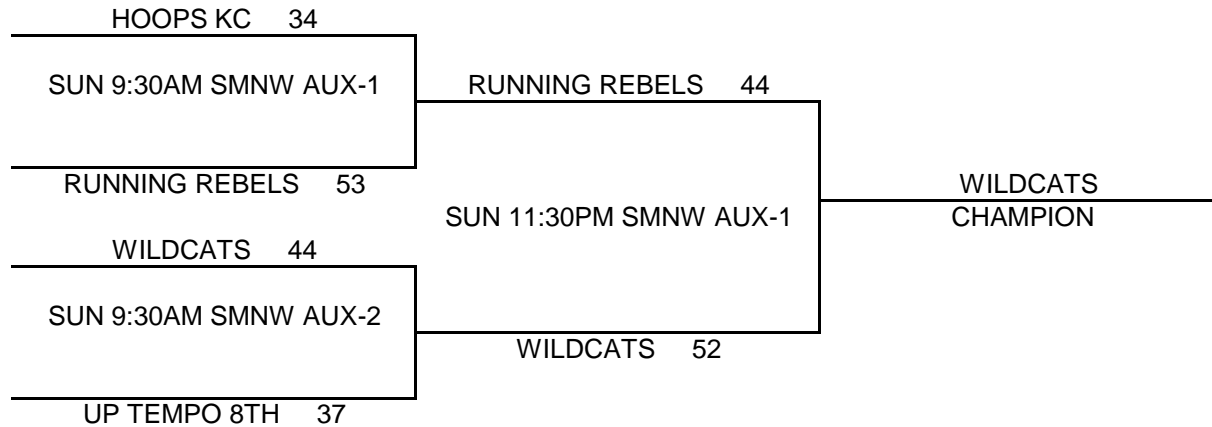 HOOPS KC 34
SUN 9:30AM SMNW AUX-1
RUNNING REBELS 53
WILDCATS 44
SUN 9:30AM SMNW AUX-2
UP TEMPO 8TH 37
RUNNING REBELS 44
SUN 11:30PM SMNW AUX-1
WILDCATS 52
WILDCATS
CHAMPION